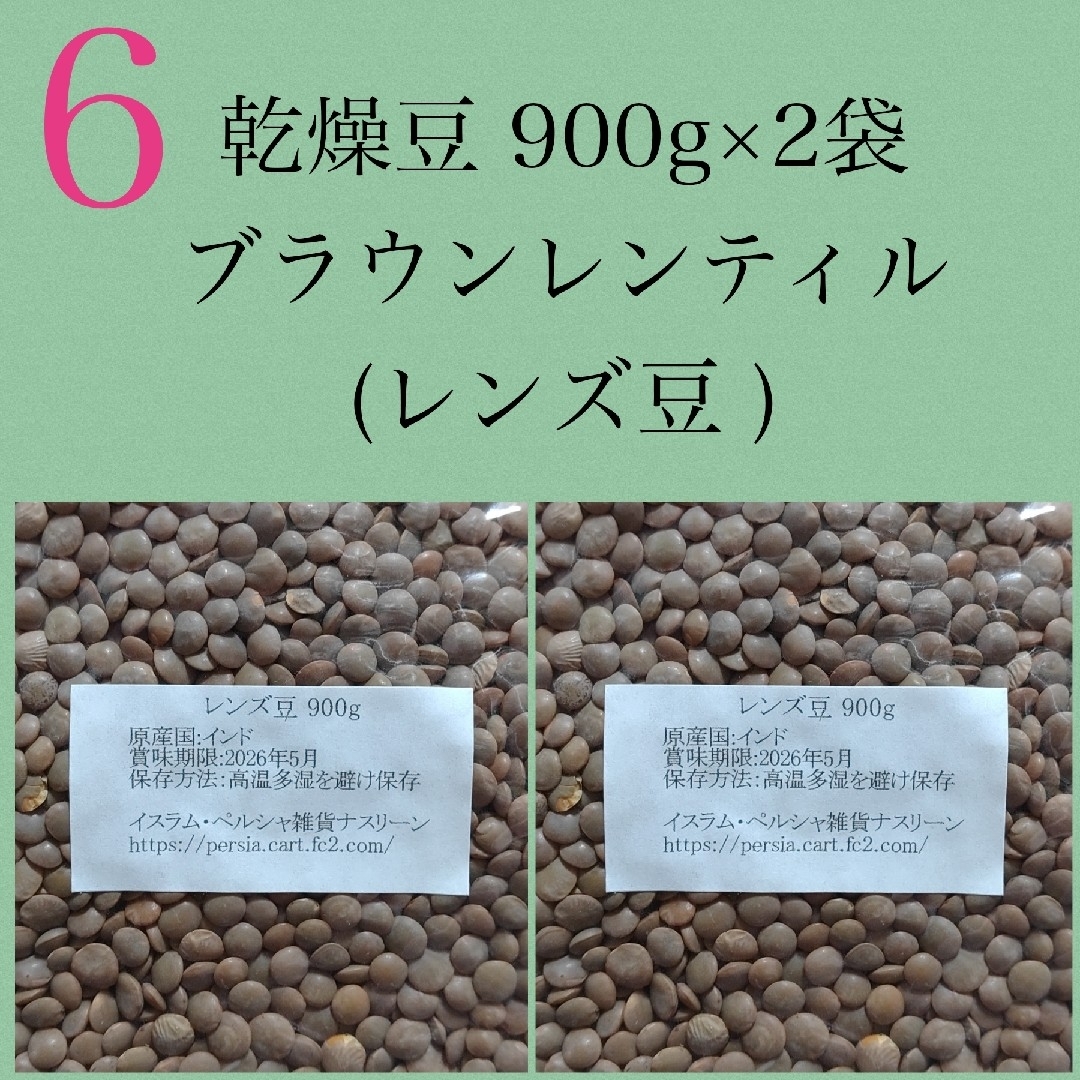 6
乾燥豆 900g×2袋
ブラウンレンティル
(レンズ豆)
レンズ豆 900g
原産国:インド
賞味期限:2026年5月
保存方法:高温多湿を避け保存
イスラム・ペルシャ雑貨ナスリーン
https://persia.cart.fc2.com/
レンズ豆 900g
原産国:インド
賞味期限:2026年5月
保存方法:高温多湿を避け保存
イスラム・ペルシャ雑貨ナスリーン
https://persia.cart.fc2.com/